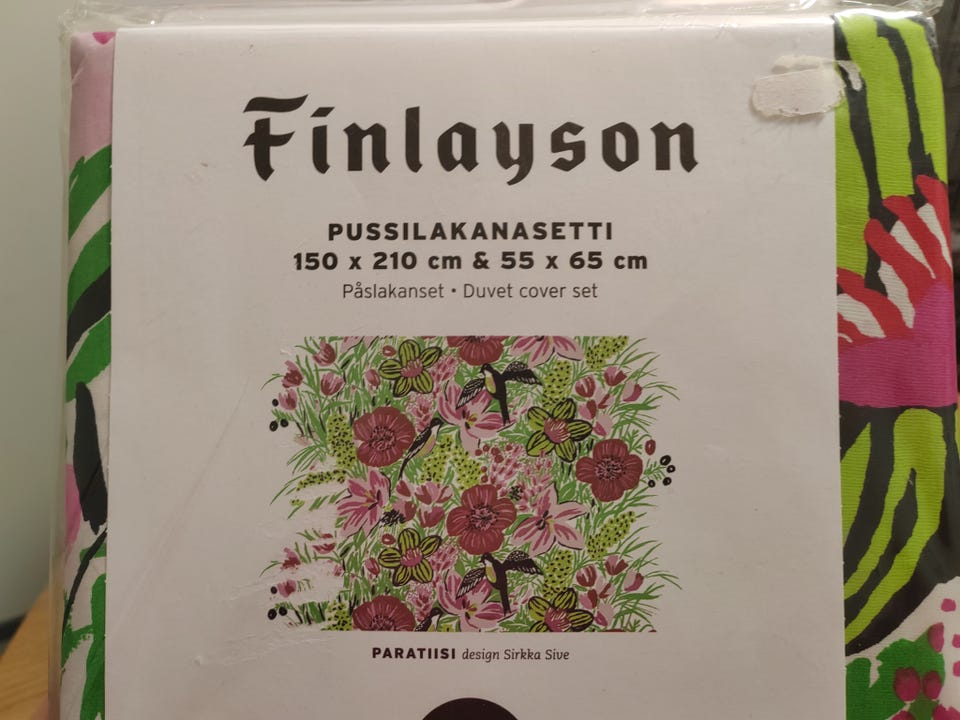 Finlayson
PUSSILAKANASETTI
150 x 210 cm & 55 x 65 cm
Påslakanset • Duvet cover set
PARATIISI design Sirkka Sive